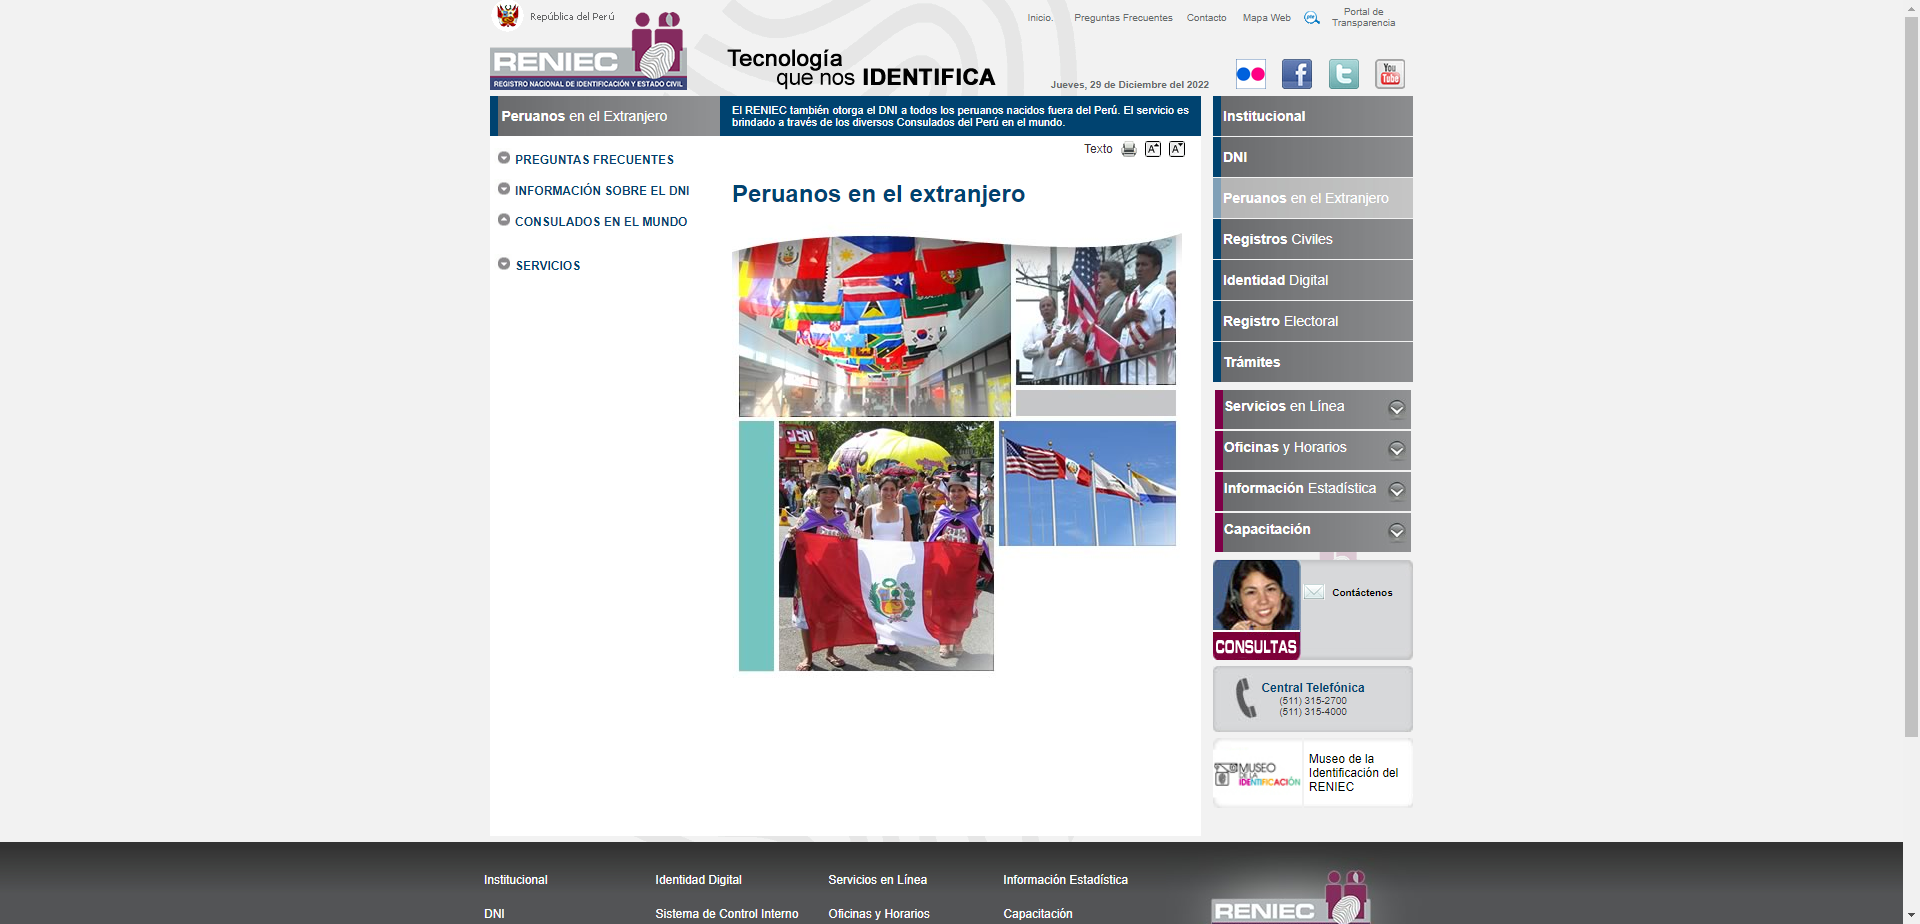 República del Perú
RENIEC
REGISTRO NACIONAL DE IDENTIFICACIÓN Y ESTADO CIVIL
Tecnología
que nos IDENTIFICA
Inicio.
Preguntas Frecuentes
Contacto
Mapa Web
Portal de
Transparencia
Jueves, 29 de Diciembre del 2022
You
Tube
Peruanos en el Extranjero
El RENIEC también otorga el DNI a todos los peruanos nacidos fuera del Perú. El servicio es
brindado a través de los diversos Consulados del Perú en el mundo.
Texto
PREGUNTAS FRECUENTES
INFORMACIÓN SOBRE EL DNI
CONSULADOS EN EL MUNDO
SERVICIOS
Peruanos en el extranjero
Institucional
DNI
Peruanos en el Extranjero
Registros Civiles
Identidad Digital
Registro Electoral
Trámites
Servicios en Línea
Oficinas y Horarios
Información Estadística
Capacitación
Contáctenos
CONSULTAS
Central Telefónica
(511) 315-2700
(511) 315-4000
MUSEO
DE LA
IDENTIFICACIÓN
Museo de la
Identificación del
RENIEC
Institucional
Identidad Digital
Servicios en Línea
Información Estadística
DNI
Sistema de Control Interno
Oficinas y Horarios
Capacitación
RENIEC